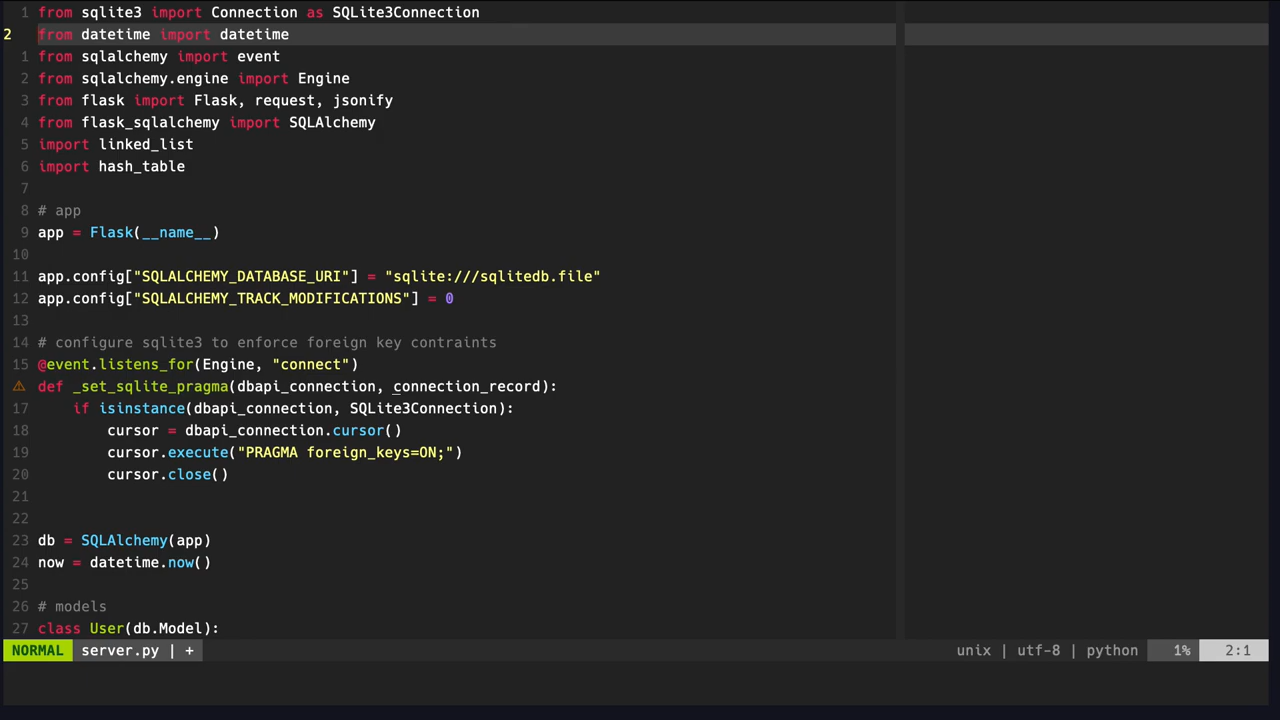 1 from sqlite3 import Connection as SQLite3Connection
2 from datetime import datetime
1 from sqlalchemy import event
2 from sqlalchemy.engine import Engine
3 from flask import Flask, request, jsonify
4 from flask_sqlalchemy import SQLAlchemy
5 import linked_list
6 import hash_table
7
8 # app
9 app = Flask(__name__)
10
11 app.config["SQLALCHEMY_DATABASE_URI"] = "sqlite:///sqlitedb.file"
12 app.config["SQLALCHEMY_TRACK_MODIFICATIONS"] = 0
13
14 # configure sqlite3 to enforce foreign key contraints
15 @event.listens_for(Engine, "connect")
⚠ def _set_sqlite_pragma(dbapi_connection, connection_record):
17     if isinstance(dbapi_connection, SQLite3Connection):
18         cursor = dbapi_connection.cursor()
19         cursor.execute("PRAGMA foreign_keys=ON;")
20         cursor.close()
21
22
23 db = SQLAlchemy(app)
24 now = datetime.now()
25
26 # models
27 class User(db.Model):
NORMAL server.py | + unix | utf-8 | python 1% 2:1